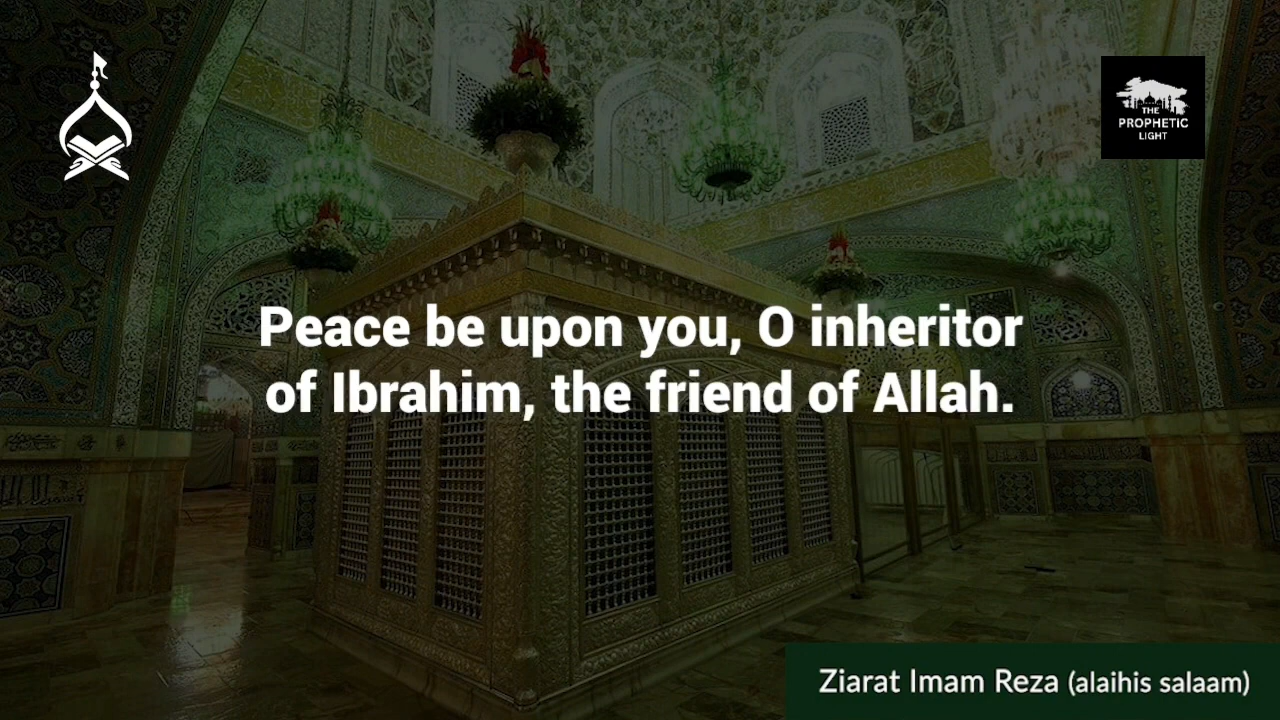 THE
PROPHETIC
LIGHT
Peace be upon you, O inheritor
of Ibrahim, the friend of Allah.
Ziarat Imam Reza (alaihis salaam)